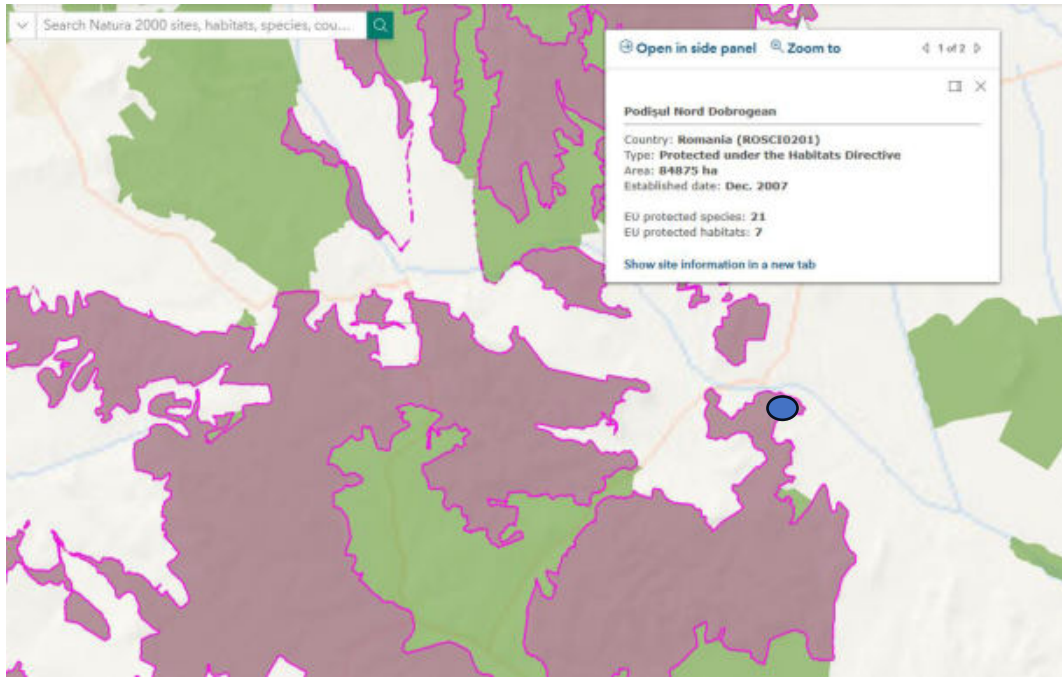 Search Natura 2000 sites, habitats, species, cou...
Open in side panel Zoom to 1 of 2
Podișul Nord Dobrogean
Country: Romania (ROSCI0201)
Type: Protected under the Habitats Directive
Area: 84875 ha
Established date: Dec. 2007
EU protected species: 21
EU protected habitats: 7
Show site information in a new tab